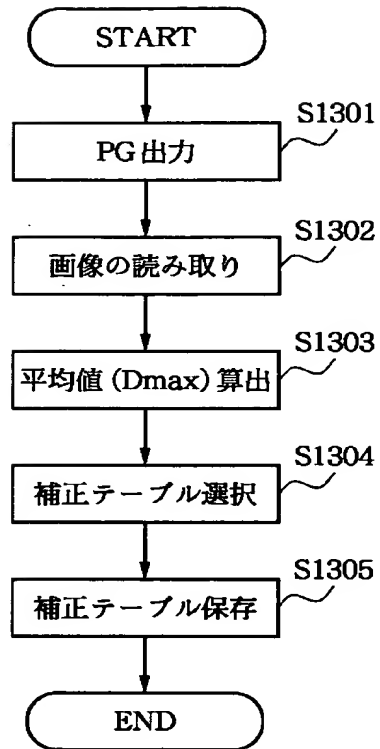 START
S1301
PG出力
S1302
画像の読み取り
S1303
平均値(Dmax)算出
S1304
補正テーブル選択
S1305
補正テーブル保存
END